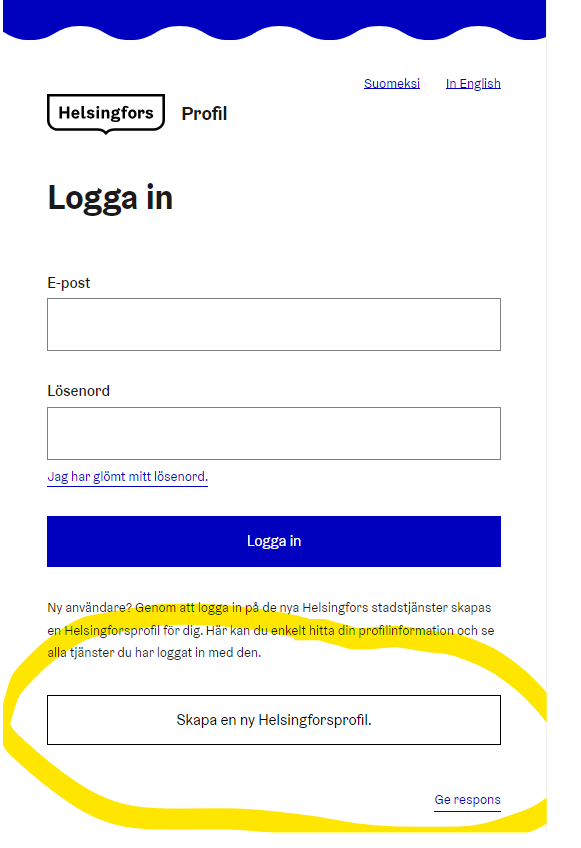 Suomeksi In English
Helsingfors Profil
Logga in
E-post
Lösenord
Jag har glömt mitt lösenord.
Logga in
Ny användare? Genom att logga in på de nya Helsingfors stadstjänster skapas
en Helsingforsprofil för dig. Här kan du enkelt hitta din profilinformation och se
alla tjänster du har loggat in med den.
Skapa en ny Helsingforsprofil.
Ge respons